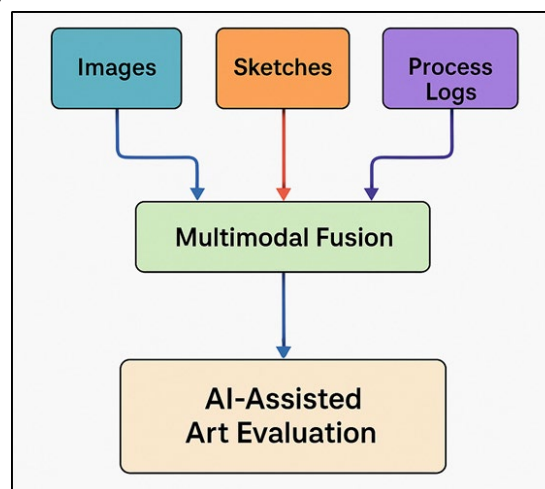 Images
Sketches
Process
Logs
Multimodal Fusion
AI-Assisted
Art Evaluation